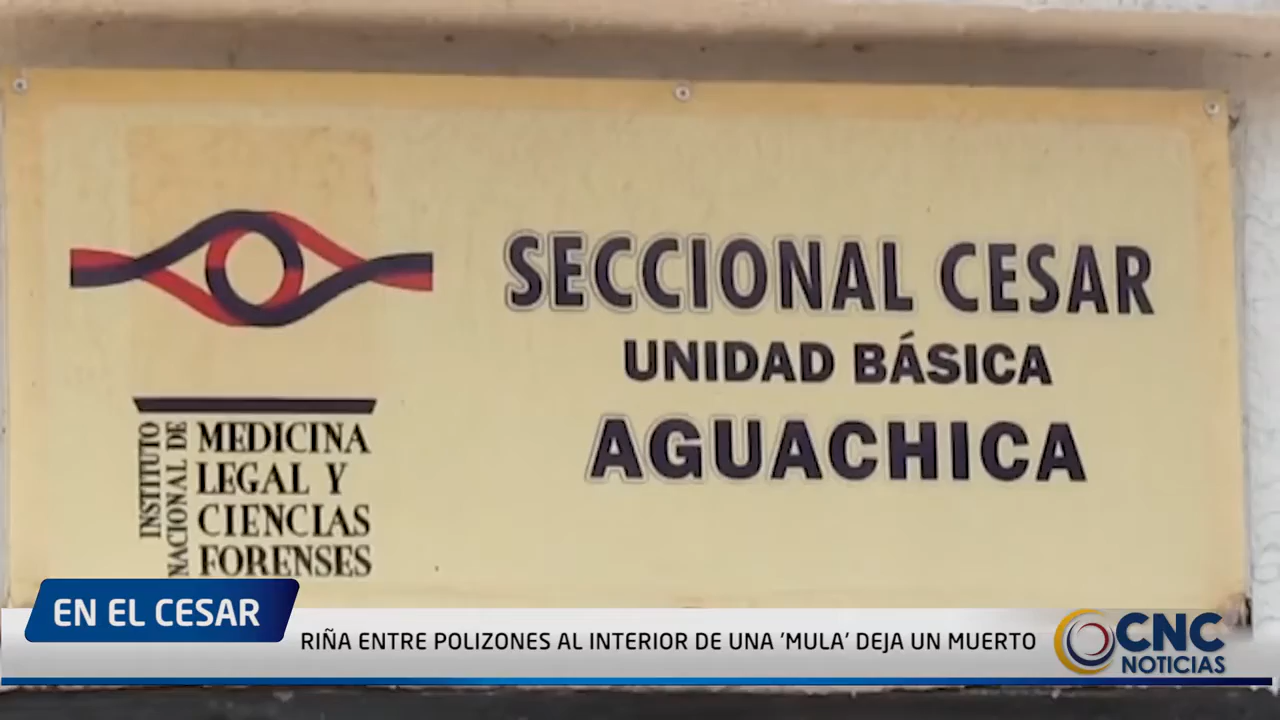 SECCIONAL CESAR
UNIDAD BÁSICA
AGUACHICA
INSTITUTO
NACIONAL DE
MEDICINA
LEGAL Y
CIENCIAS
FORENSES
EN EL CESAR
RIÑA ENTRE POLIZONES AL INTERIOR DE UNA 'MULA' DEJA UN MUERTO
CNC
NOTICIAS